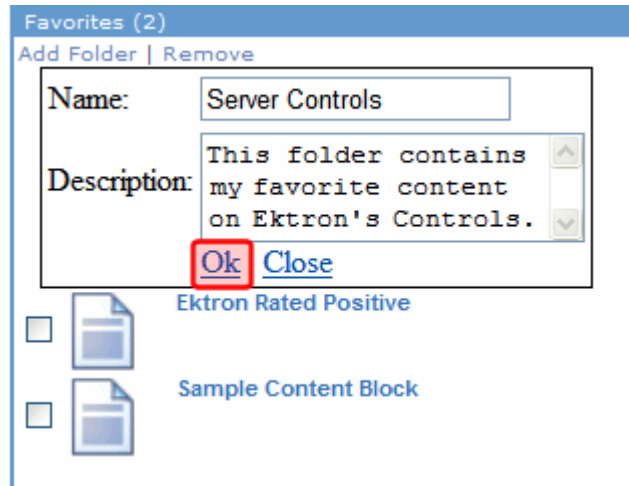 Favorites (2)
Add Folder | Remove
Name: Server Controls
Description: This folder contains
my favorite content
on Ektron's Controls.
Ok Close
Ektron Rated Positive
Sample Content Block